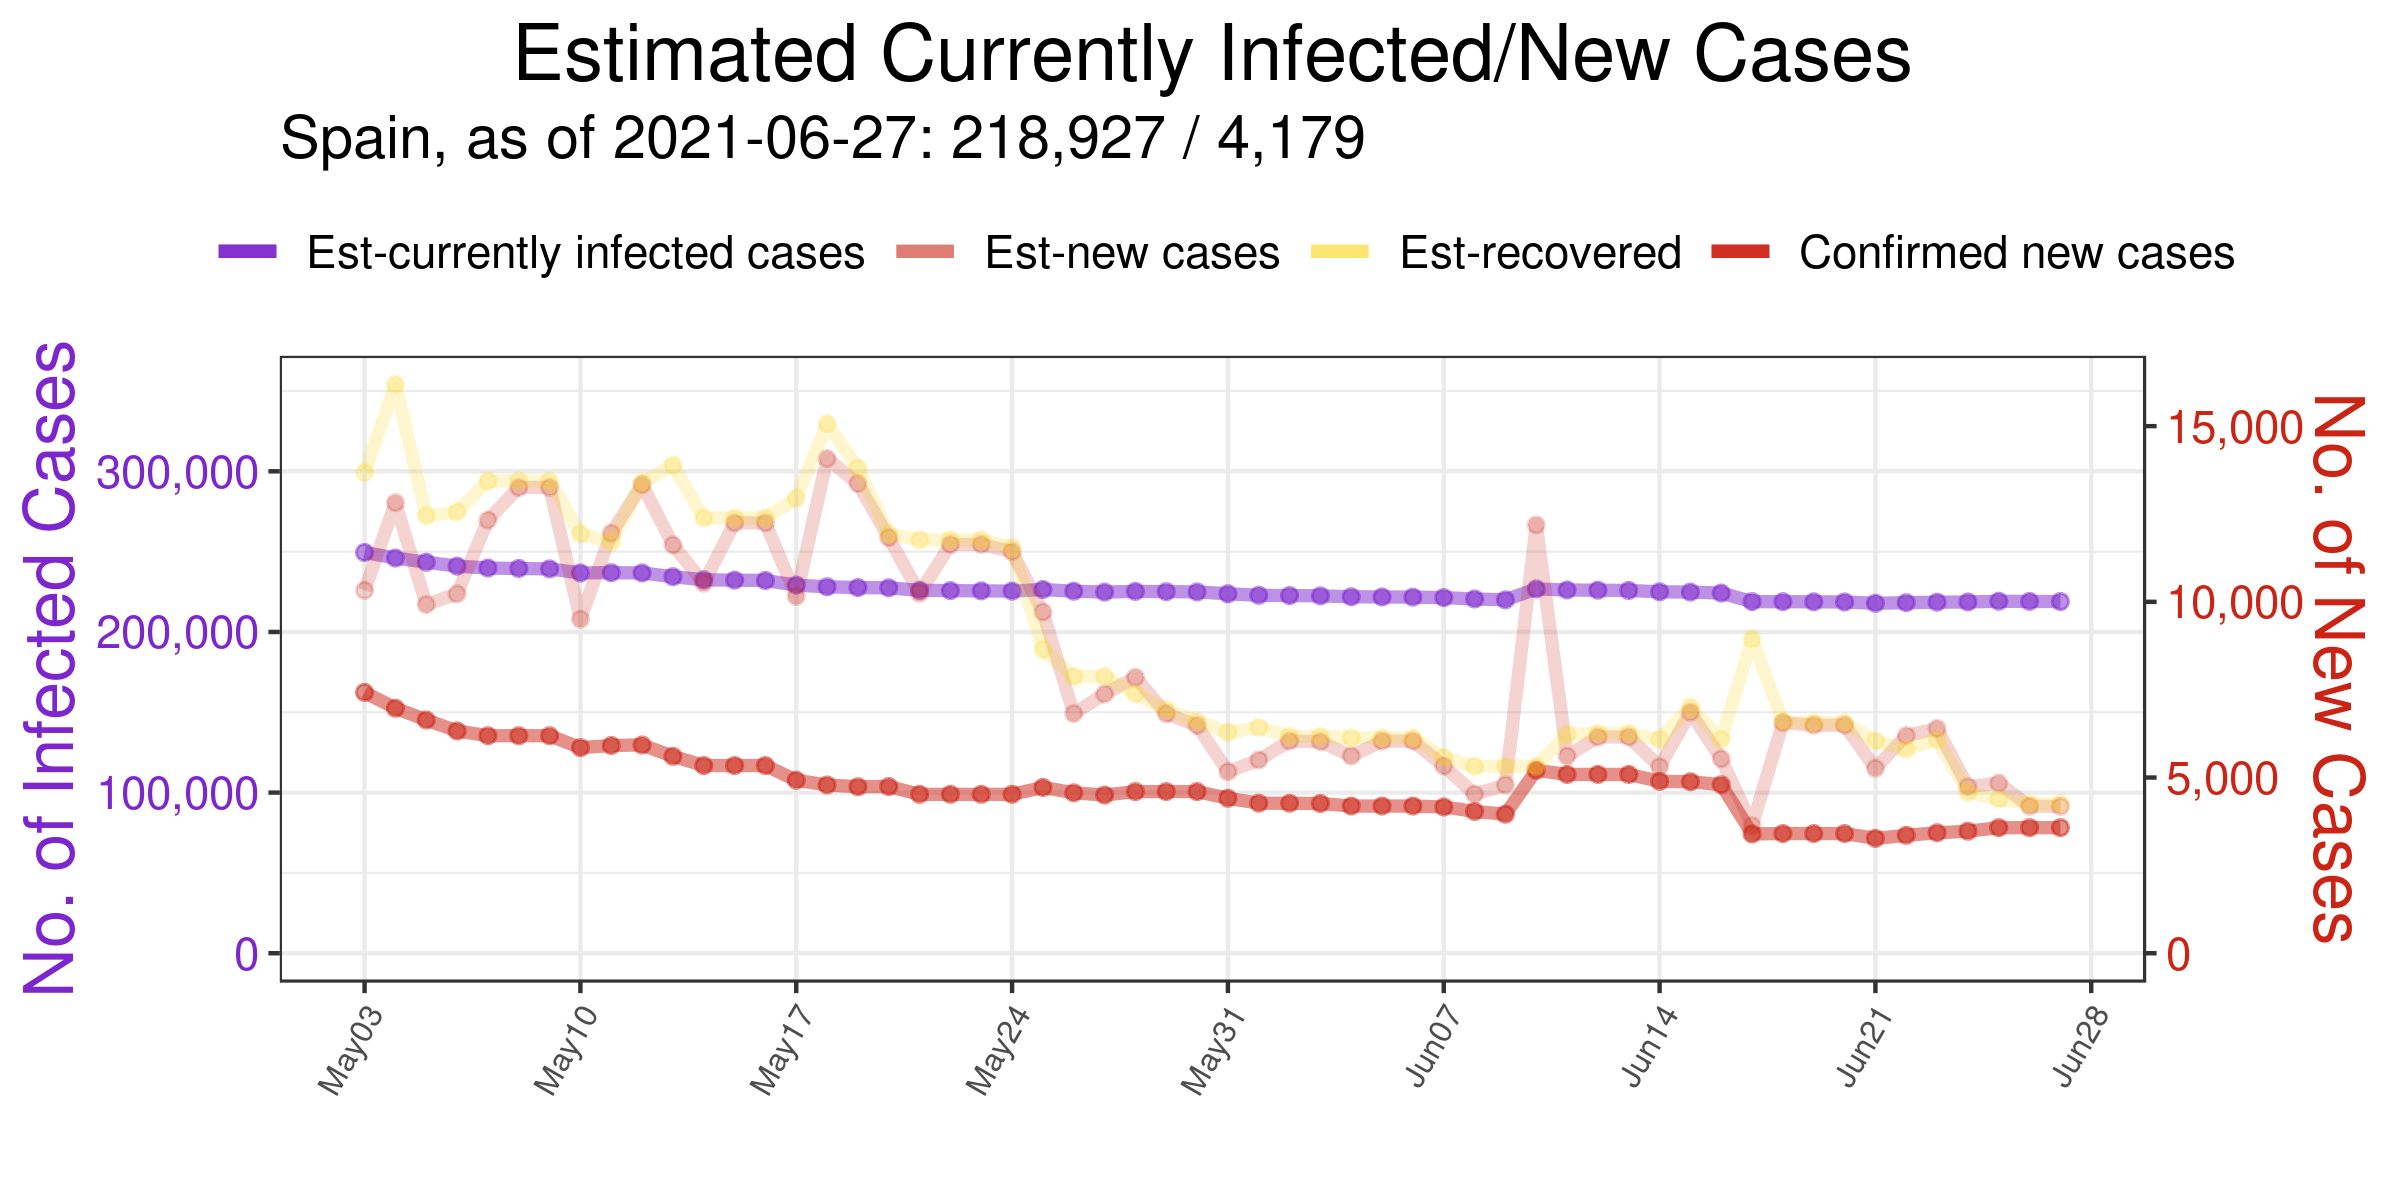 Estimated Currently Infected/New Cases
Spain, as of 2021-06-27: 218,927 / 4,179
Est-currently infected cases Est-new cases Est-recovered Confirmed new cases
No. of Infected Cases
300,000
200,000
100,000
0
15,000
10,000
5,000
0
No. of New Cases
May03 May10 May17 May24 May31 Jun07 Jun14 Jun21 Jun28